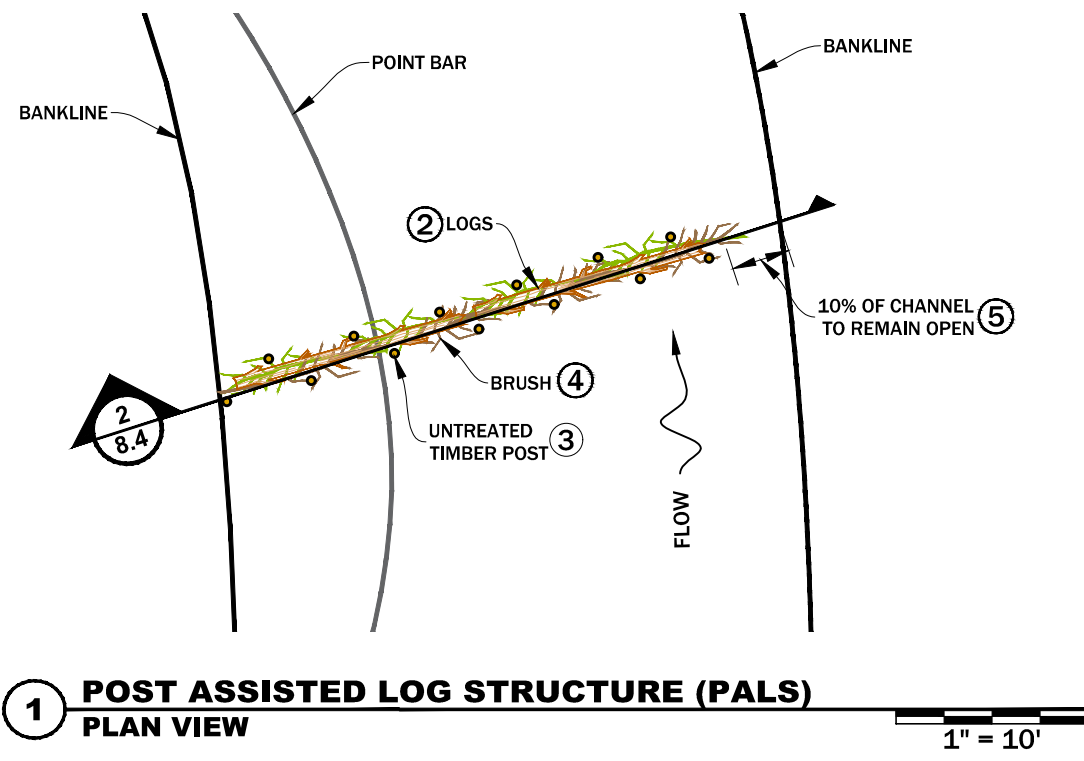 BANKLINE
POINT BAR
BANKLINE
2 LOGS
10% OF CHANNEL
TO REMAIN OPEN 5
BRUSH 4
UNTREATED
TIMBER POST 3
2
8.4
FLOW
1 POST ASSISTED LOG STRUCTURE (PALS)
PLAN VIEW
1" = 10'